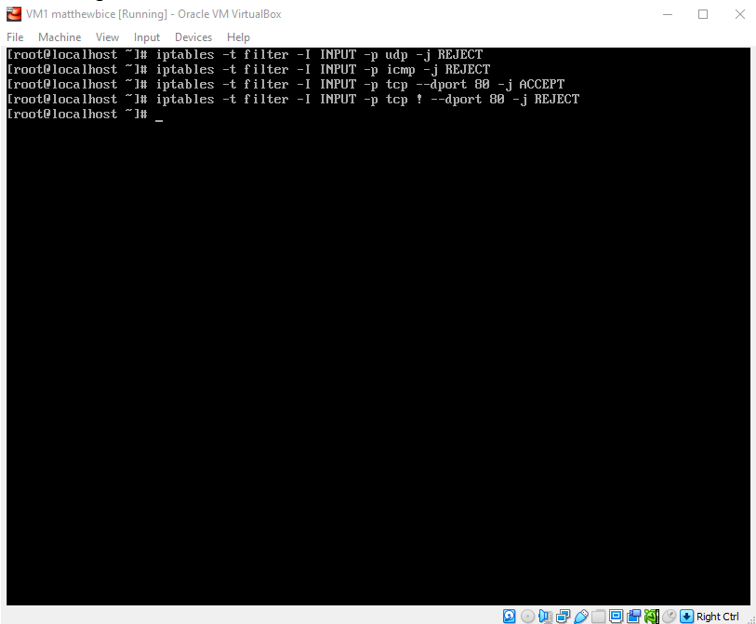 VM1 matthewbice [Running] - Oracle VM VirtualBox
File Machine View Input Devices Help
[root@localhost ~]# iptables -t filter -I INPUT -p udp -j REJECT
[root@localhost ~]# iptables -t filter -I INPUT -p icmp -j REJECT
[root@localhost ~]# iptables -t filter -I INPUT -p tcp --dport 80 -j ACCEPT
[root@localhost ~]# iptables -t filter -I INPUT -p tcp ! --dport 80 -j REJECT
[root@localhost ~]# _
Right Ctrl